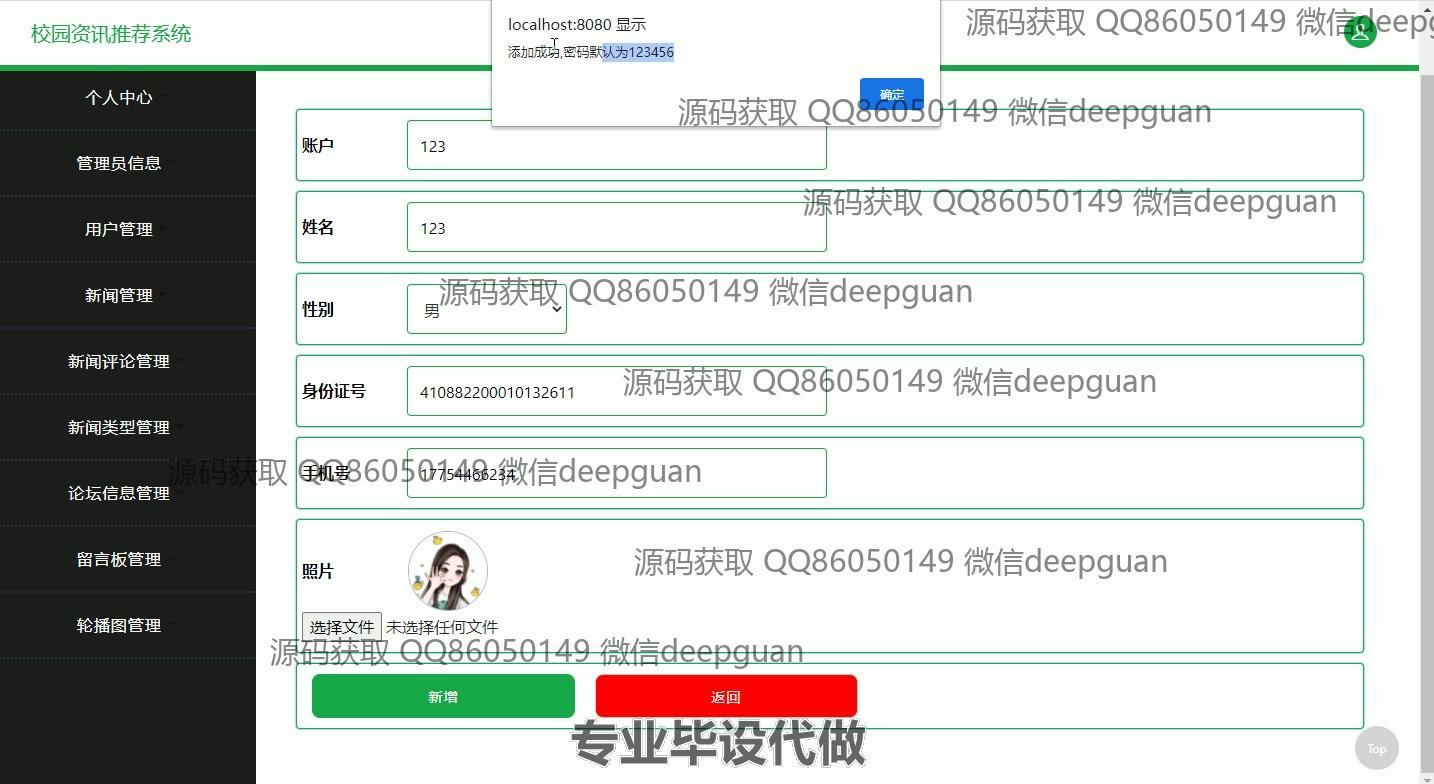 localhost:8080 显示
添加成功,密码默认为123456
确定
校园资讯推荐系统
源码获取 QQ86050149 微信deepguan
个人中心
管理员信息
用户管理
新闻管理
新闻评论管理
新闻类型管理
论坛信息管理
留言板管理
轮播图管理
源码获取 QQ86050149 微信deepguan
账户 123
源码获取 QQ86050149 微信deepguan
姓名 123
源码获取 QQ86050149 微信deepguan
性别 男
源码获取 QQ86050149 微信deepguan
身份证号 410882200010132611
源码获取 QQ86050149 微信deepguan
手机号 17754466234
源码获取 QQ86050149 微信deepguan
照片
选择文件 未选择任何文件
源码获取 QQ86050149 微信deepguan
新增 返回
专业毕设代做
Top